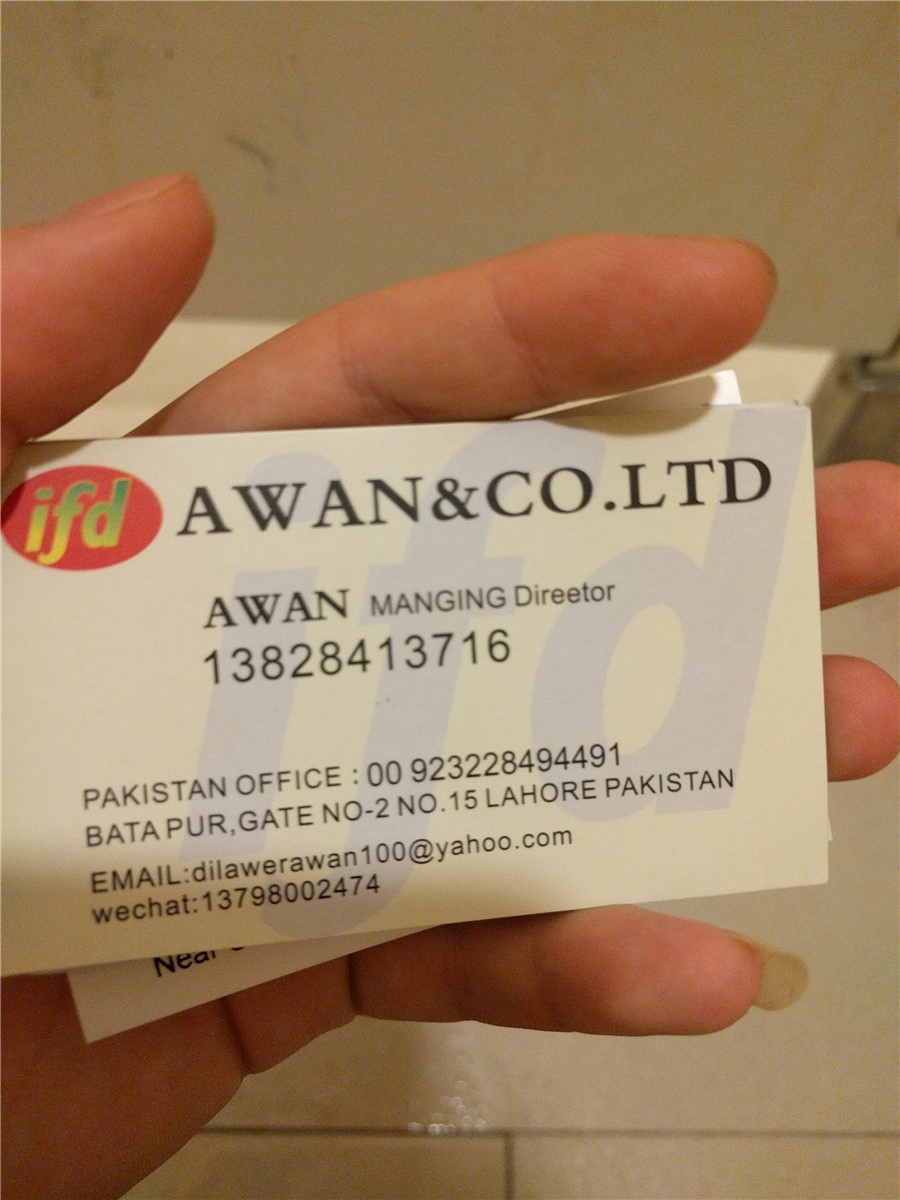 ifd AWAN&CO.LTD
AWAN MANGING Direetor
13828413716
PAKISTAN OFFICE : 00 923228494491
BATA PUR,GATE NO-2 NO.15 LAHORE PAKISTAN
EMAIL:dilawerawan100@yahoo.com
wechat:13798002474
Near